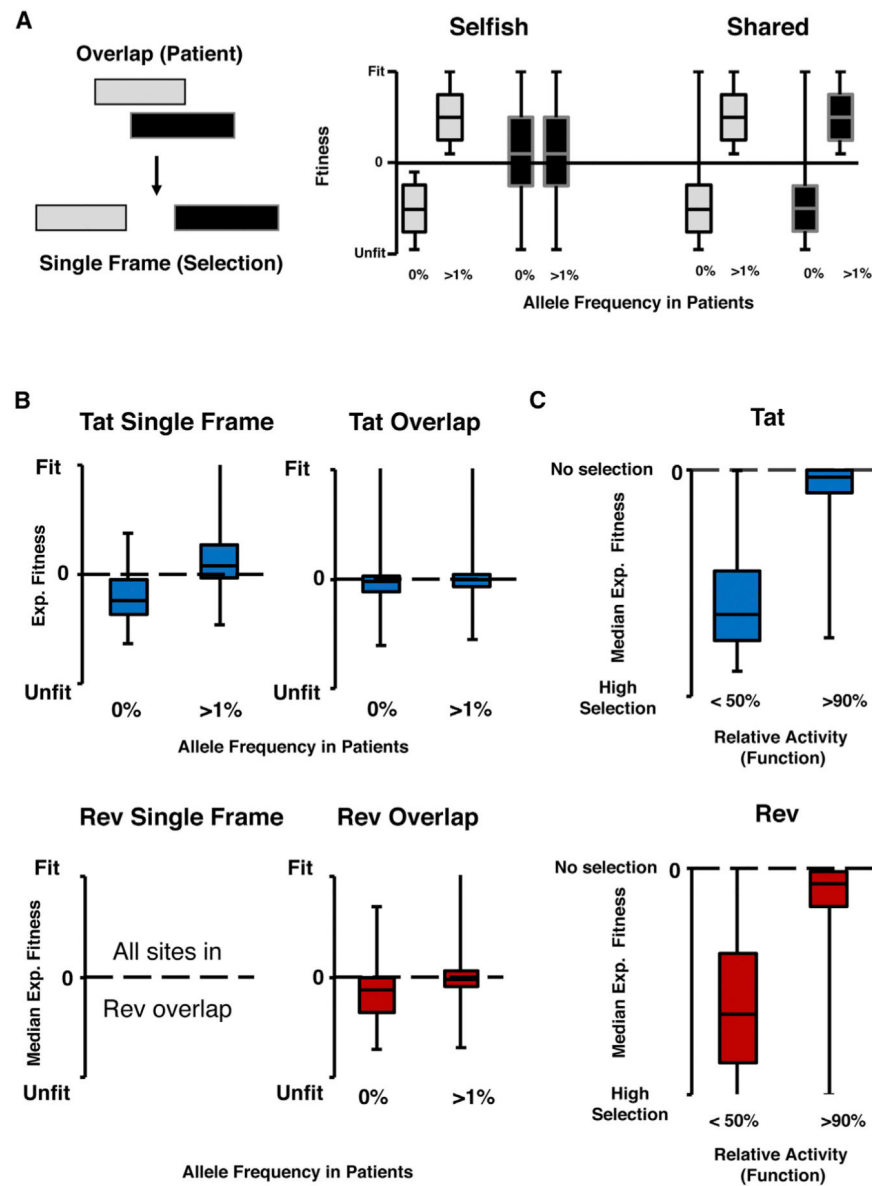 A
Overlap (Patient)
Single Frame (Selection)
Selfish
Shared
Fit
0
Unfit
Ftiness
0%
>1%
0%
>1%
0%
>1%
0%
>1%
Allele Frequency in Patients
B
Tat Single Frame
Tat Overlap
Fit
0
Unfit
Exp. Fitness
0%
>1%
Fit
0
Unfit
0%
>1%
Allele Frequency in Patients
Rev Single Frame
Rev Overlap
Fit
0
Unfit
Median Exp. Fitness
All sites in
Rev overlap
Fit
0
Unfit
0%
>1%
Allele Frequency in Patients
C
Tat
No selection
0
Median Exp. Fitness
High
Selection
< 50%
>90%
Relative Activity
(Function)
Rev
No selection
0
Median Exp. Fitness
High
Selection
< 50%
>90%
Relative Activity
(Function)